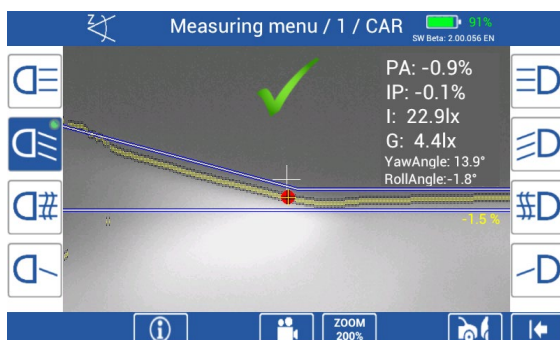 Measuring menu / 1 / CAR
91%
SW Beta: 2.00.056 EN
PA: -0.9%
IP: -0.1%
I: 22.9lx
G: 4.4lx
YawAngle: 13.9°
RollAngle:-1.8°
-1.5 %
ZOOM
200%